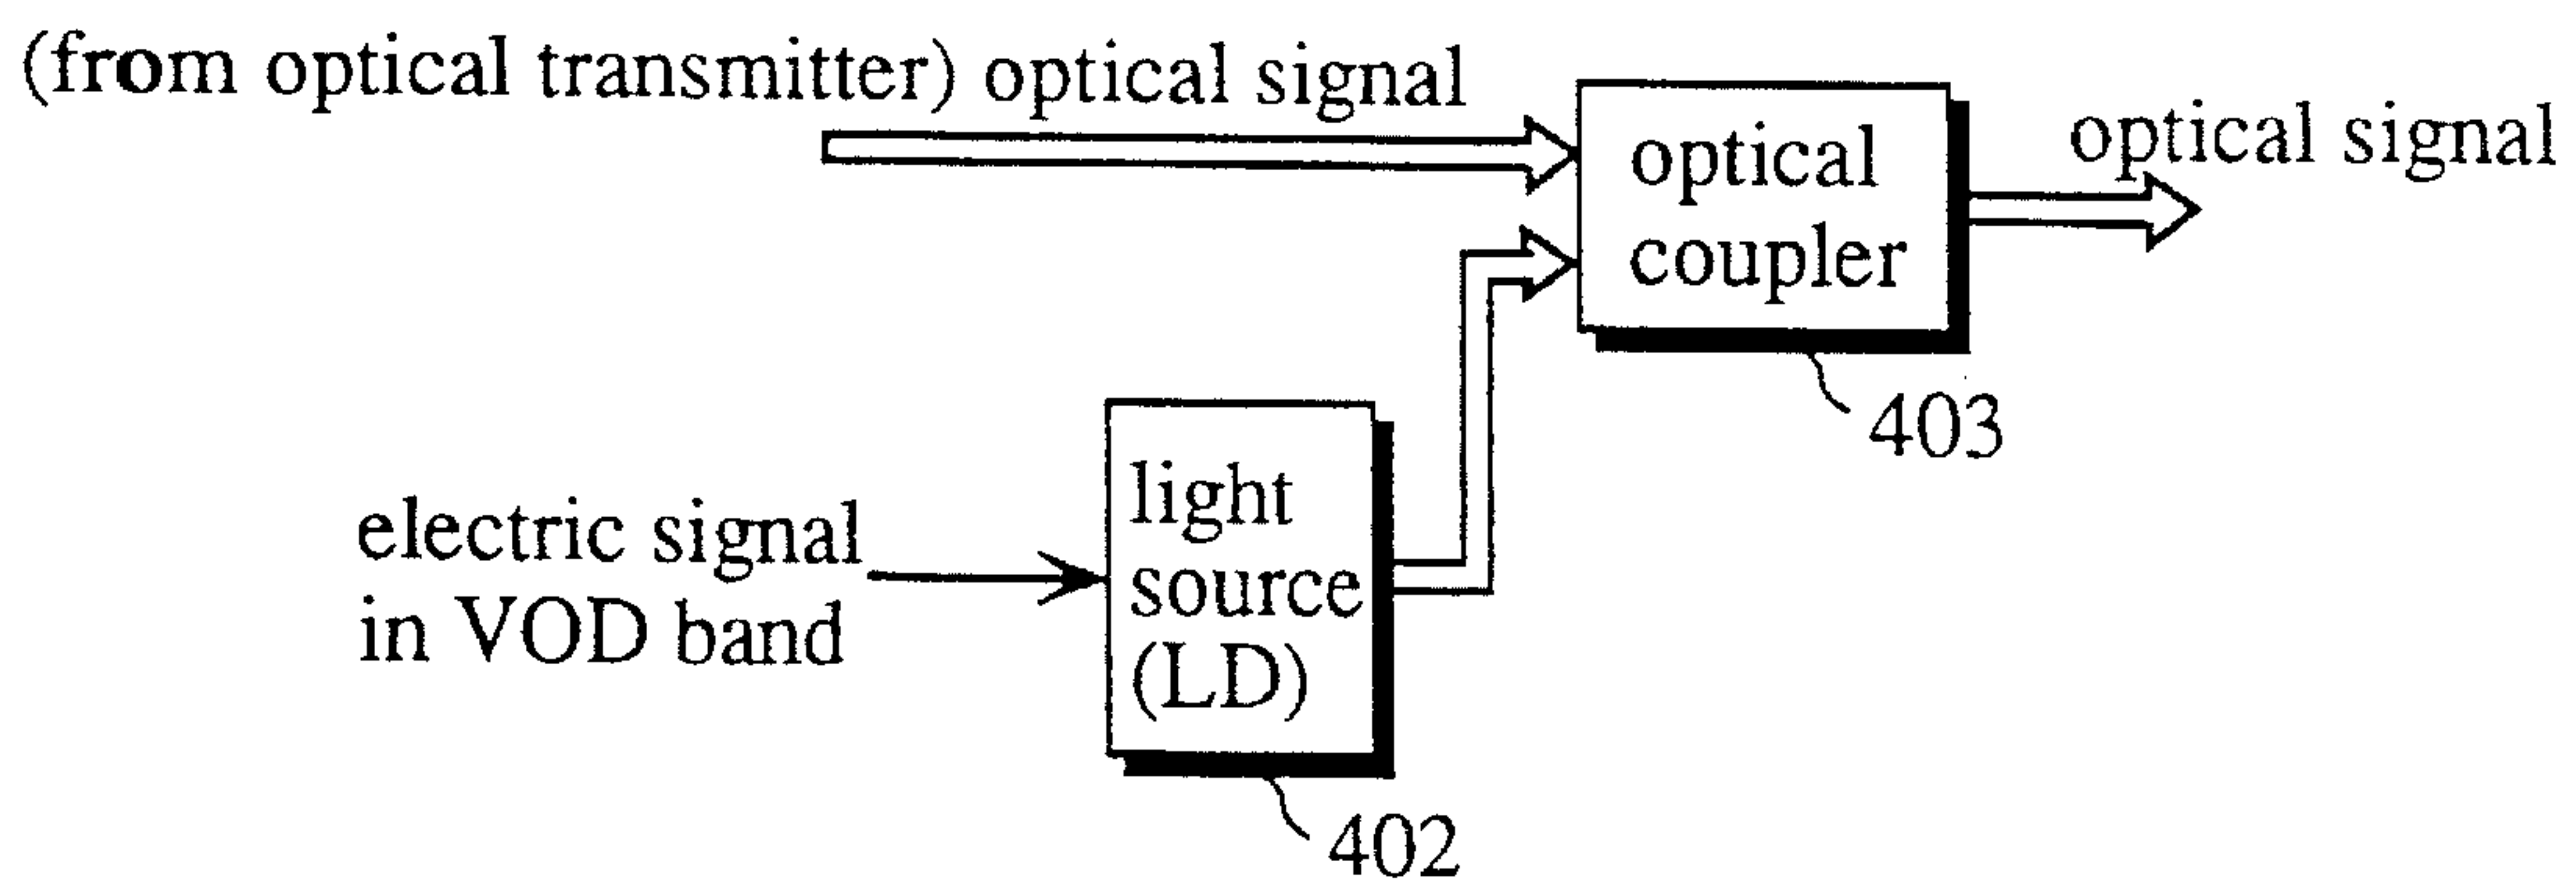 (from optical transmitter) optical signal
optical signal
optical
coupler
403
electric signal
in VOD band
light
source
(LD)
402